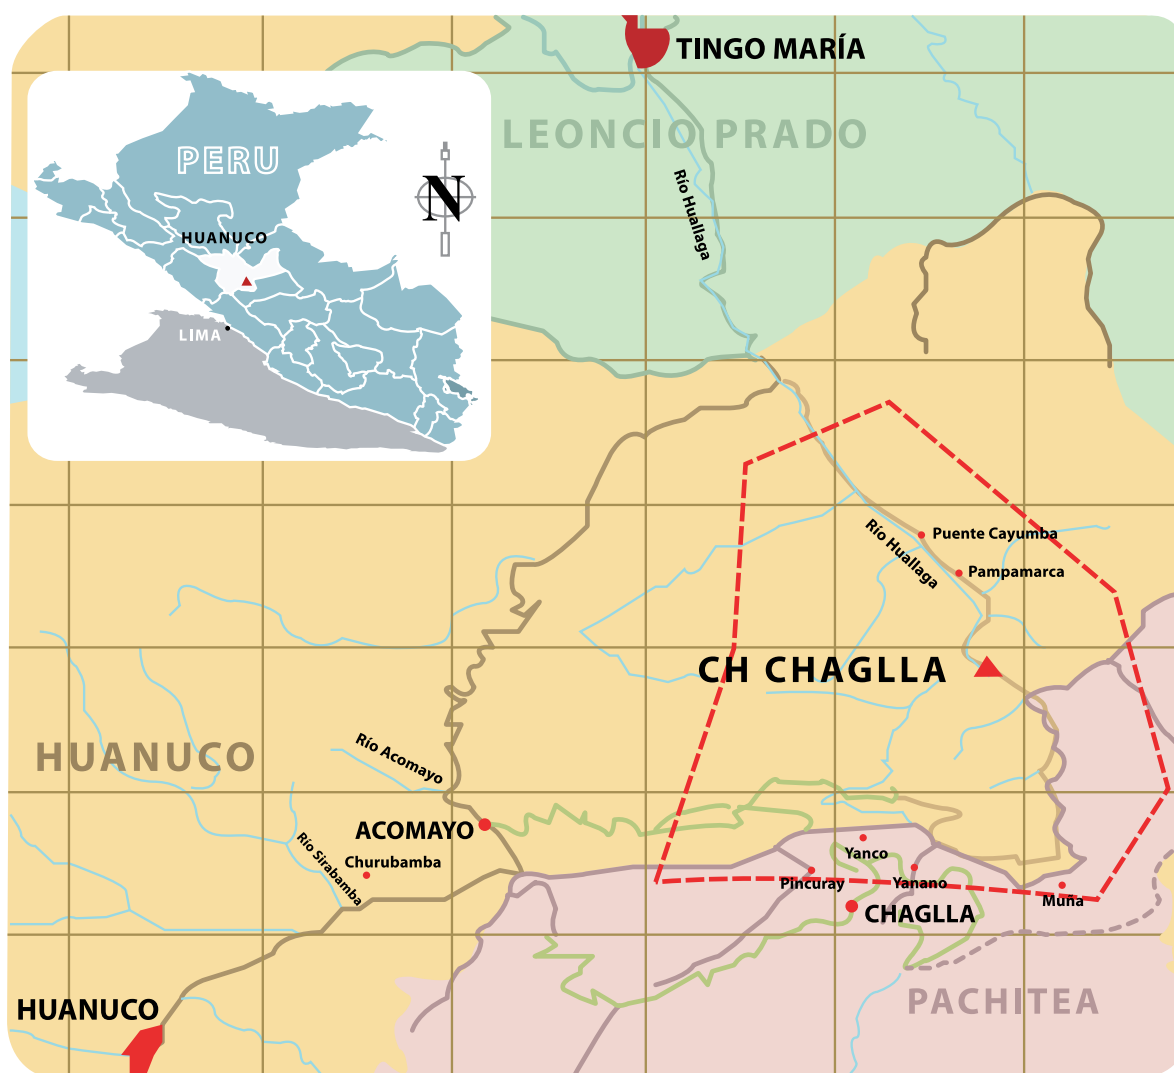 TINGO MARÍA
LEONCIO PRADO
PERU
N
Río Huallaga
HUANUCO
LIMA
Puente Cayumba
Río Huallaga
Pampamarca
CH CHAGLLA
HUANUCO
Río Acomayo
ACOMAYO
Río Sirabamba
Churubamba
Yanco
Pincuray
Yanano
Muña
CHAGLLA
HUANUCO
PACHITEA